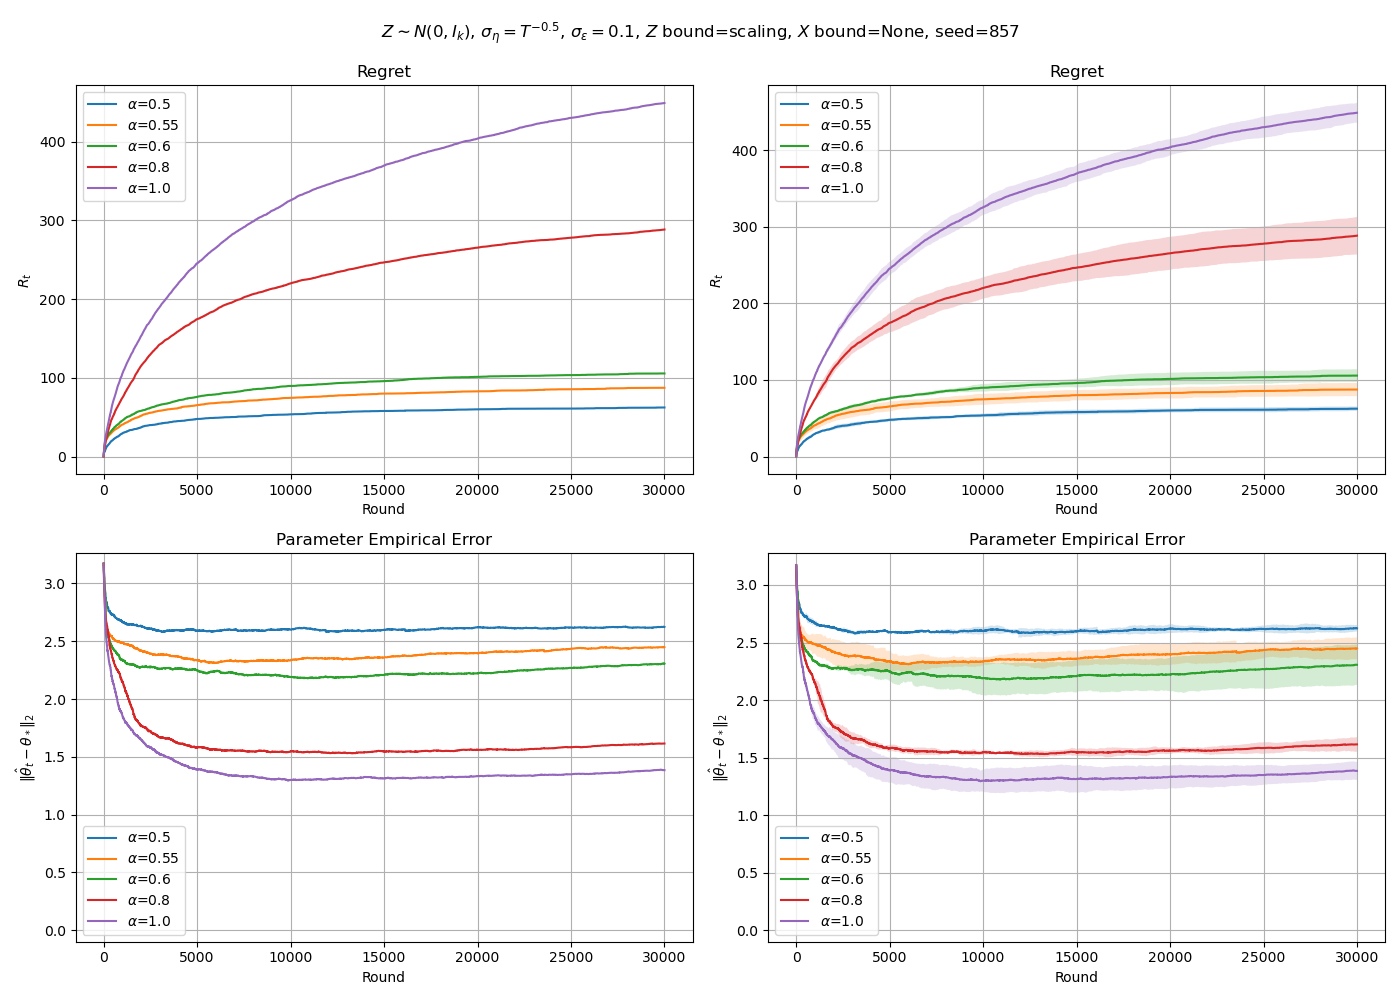 Z ~ N(0, I_k), σ_η = T^{-0.5}, σ_ε = 0.1, Z bound=scaling, X bound=None, seed=857
Regret
R_t
400
300
200
100
0
α=0.5
α=0.55
α=0.6
α=0.8
α=1.0
0 5000 10000 15000 20000 25000 30000
Round
Regret
R_t
400
300
200
100
0
α=0.5
α=0.55
α=0.6
α=0.8
α=1.0
0 5000 10000 15000 20000 25000 30000
Round
Parameter Empirical Error
‖θ̂_t − θ_*‖_2
3.0
2.5
2.0
1.5
1.0
0.5
0.0
α=0.5
α=0.55
α=0.6
α=0.8
α=1.0
0 5000 10000 15000 20000 25000 30000
Round
Parameter Empirical Error
‖θ̂_t − θ_*‖_2
3.0
2.5
2.0
1.5
1.0
0.5
0.0
α=0.5
α=0.55
α=0.6
α=0.8
α=1.0
0 5000 10000 15000 20000 25000 30000
Round